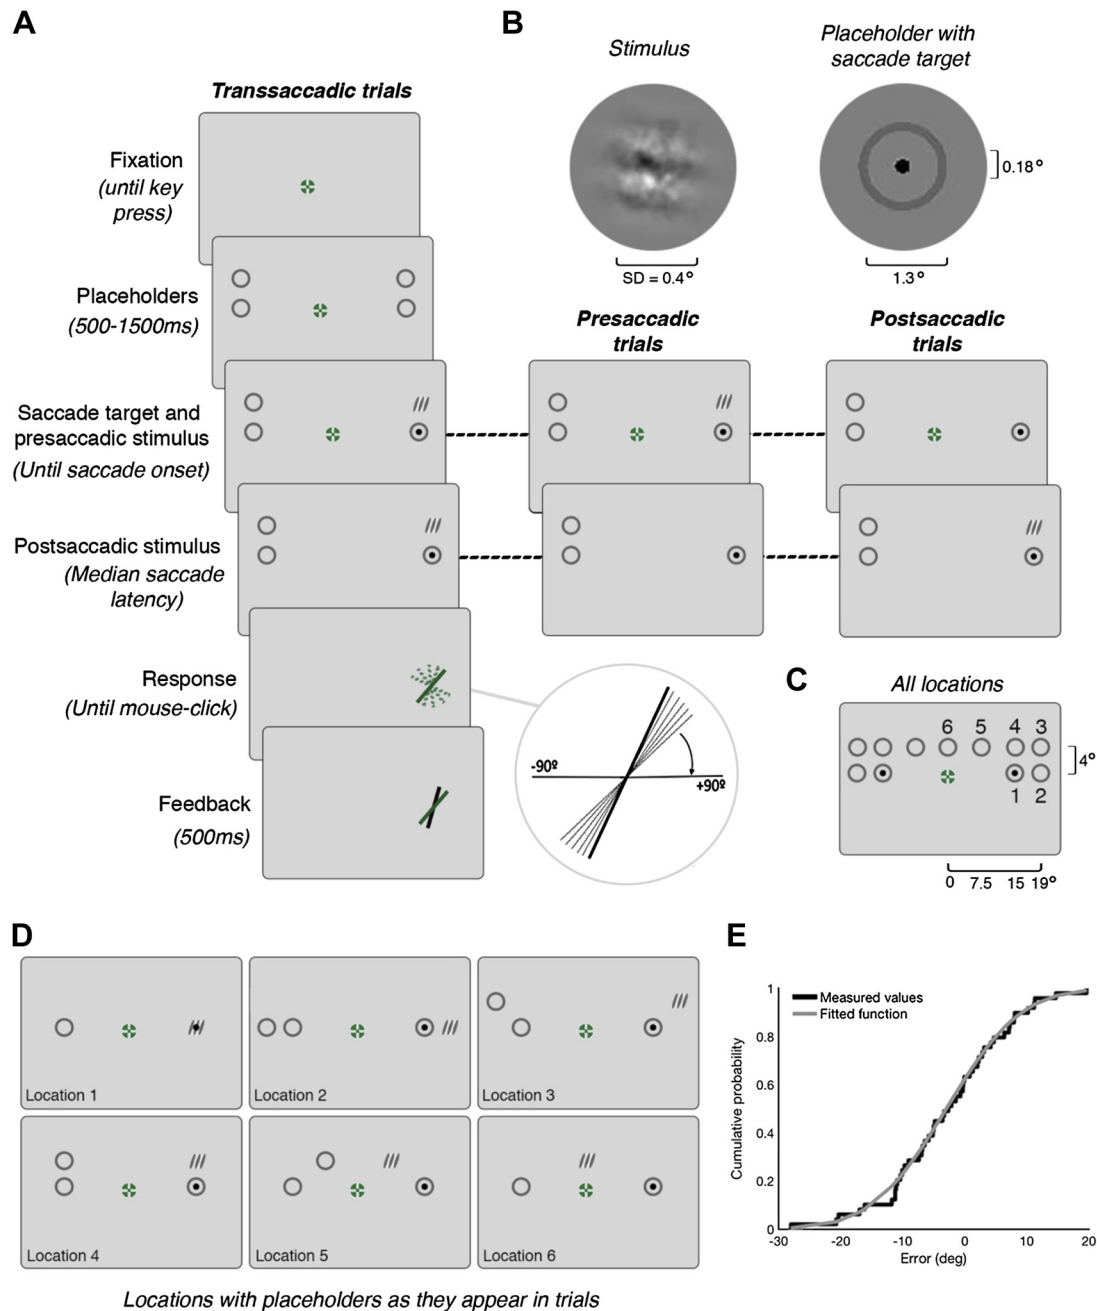 A
Transsaccadic trials
Fixation
(until key
press)
Placeholders
(500-1500ms)
Saccade target and
presaccadic stimulus
(Until saccade onset)
Postsaccadic stimulus
(Median saccade
latency)
Response
(Until mouse-click)
Feedback
(500ms)
-90º
+90º
B
Stimulus
Placeholder with
saccade target
0.18°
SD = 0.4°
1.3°
Presaccadic
trials
Postsaccadic
trials
C
All locations
6 5 4 3
4°
1 2
0 7.5 15 19°
D
Location 1
Location 2
Location 3
Location 4
Location 5
Location 6
Locations with placeholders as they appear in trials
E
Measured values
Fitted function
Cumulative probability
1
0.8
0.6
0.4
0.2
0
-30 -20 -10 0 10 20
Error (deg)